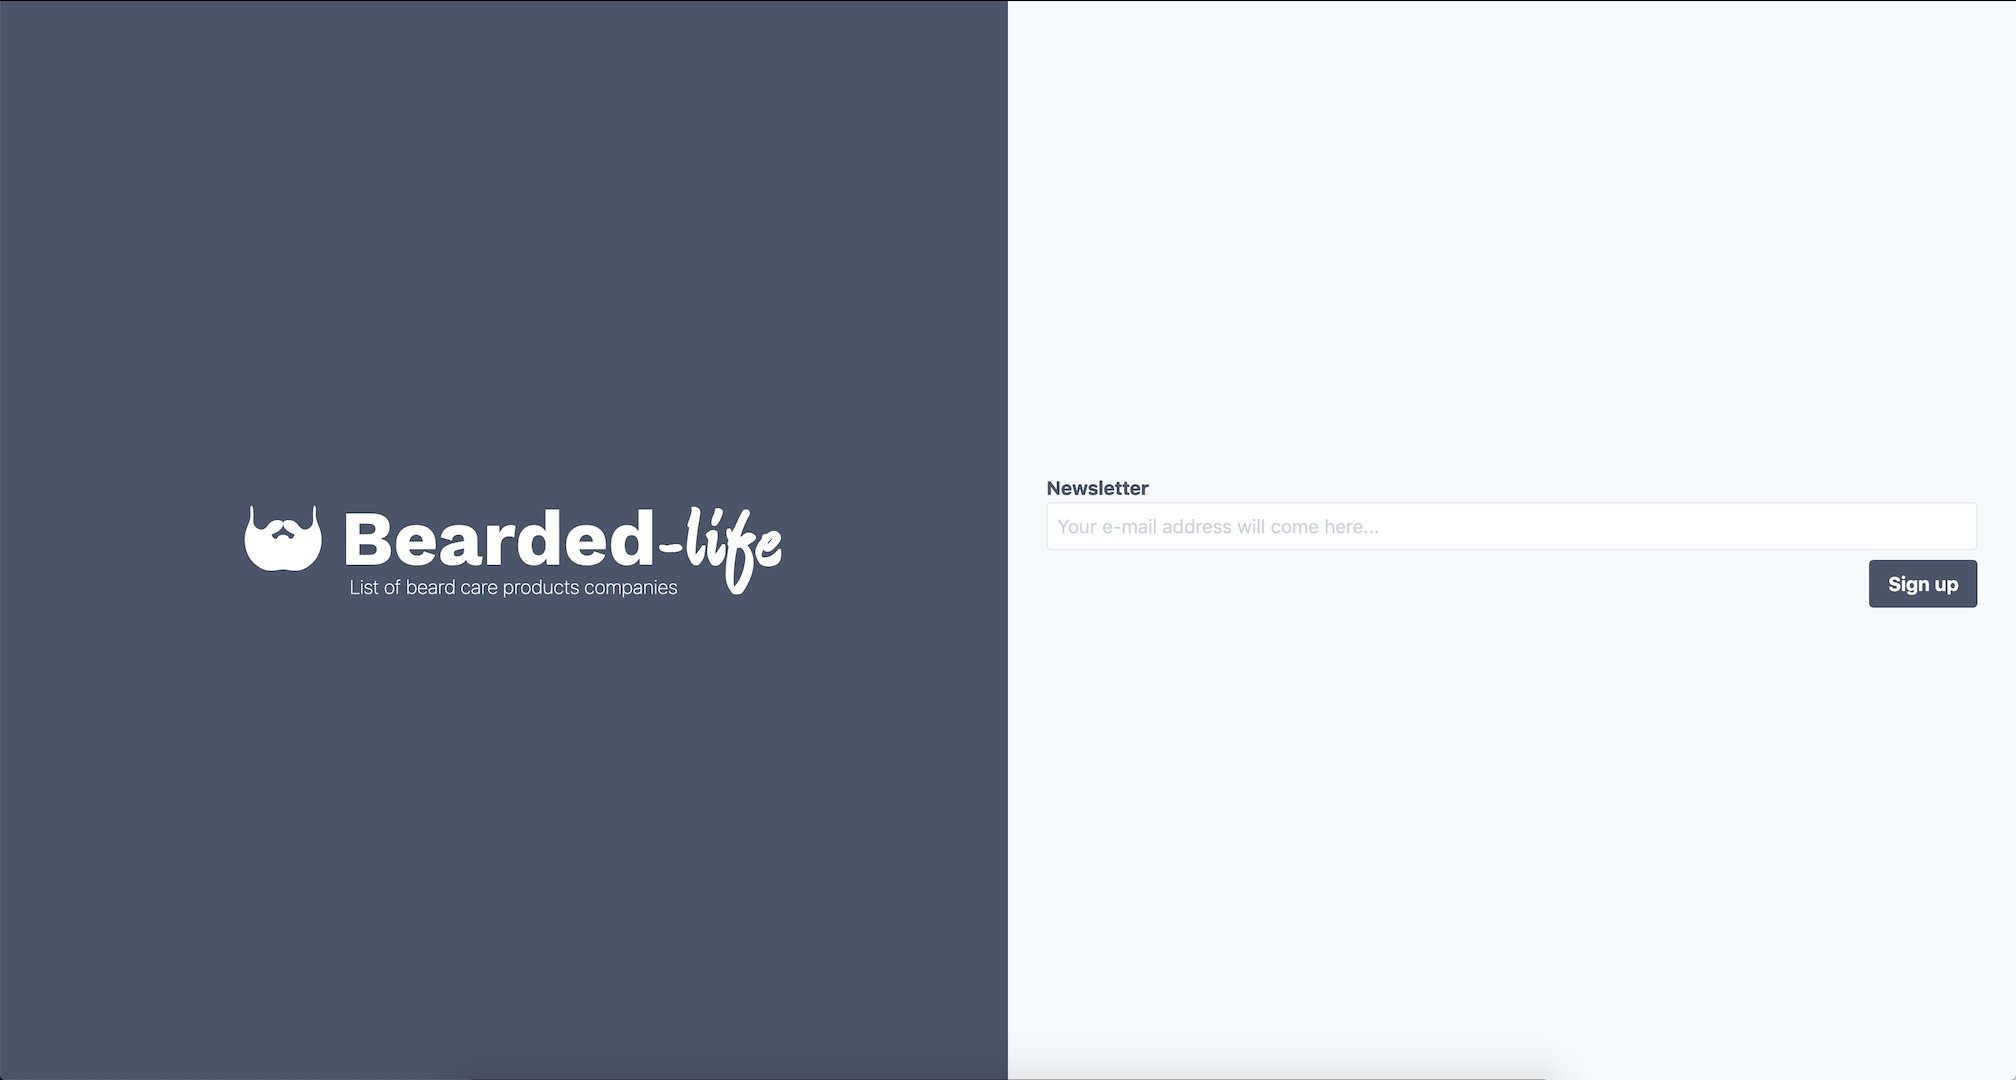 Bearded-life
List of beard care products companies
Newsletter
Your e-mail address will come here...
Sign up